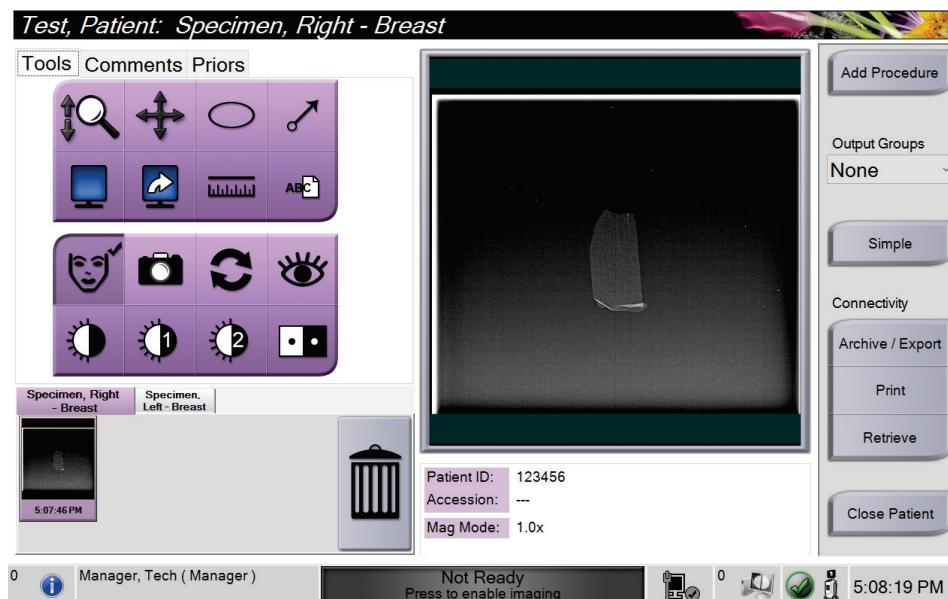 Test, Patient: Specimen, Right - Breast
Tools Comments Priors
ABC
1 2
Specimen, Right - Breast
Specimen, Left - Breast
5:07:46 PM
Patient ID: 123456
Accession: ---
Mag Mode: 1.0x
Add Procedure
Output Groups
None
Simple
Connectivity
Archive / Export
Print
Retrieve
Close Patient
0 Manager, Tech ( Manager )
Not Ready
Press to enable imaging
0
5:08:19 PM